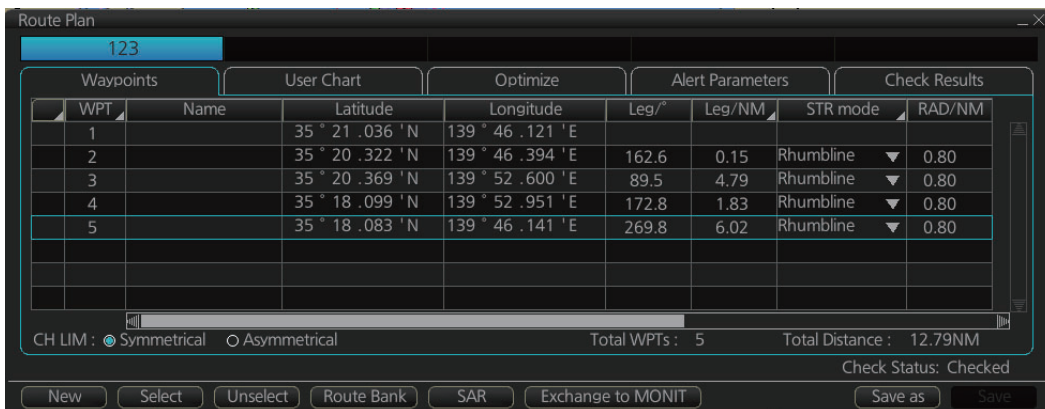 Route Plan
123
Waypoints User Chart Optimize Alert Parameters Check Results
WPT Name Latitude Longitude Leg/° Leg/NM STR mode RAD/NM
1 35 ° 21 .036 'N 139 ° 46 .121 'E
2 35 ° 20 .322 'N 139 ° 46 .394 'E 162.6 0.15 Rhumbline 0.80
3 35 ° 20 .369 'N 139 ° 52 .600 'E 89.5 4.79 Rhumbline 0.80
4 35 ° 18 .099 'N 139 ° 52 .951 'E 172.8 1.83 Rhumbline 0.80
5 35 ° 18 .083 'N 139 ° 46 .141 'E 269.8 6.02 Rhumbline 0.80
CH LIM : Symmetrical Asymmetrical Total WPTs : 5 Total Distance : 12.79NM
Check Status: Checked
New Select Unselect Route Bank SAR Exchange to MONIT Save as Save